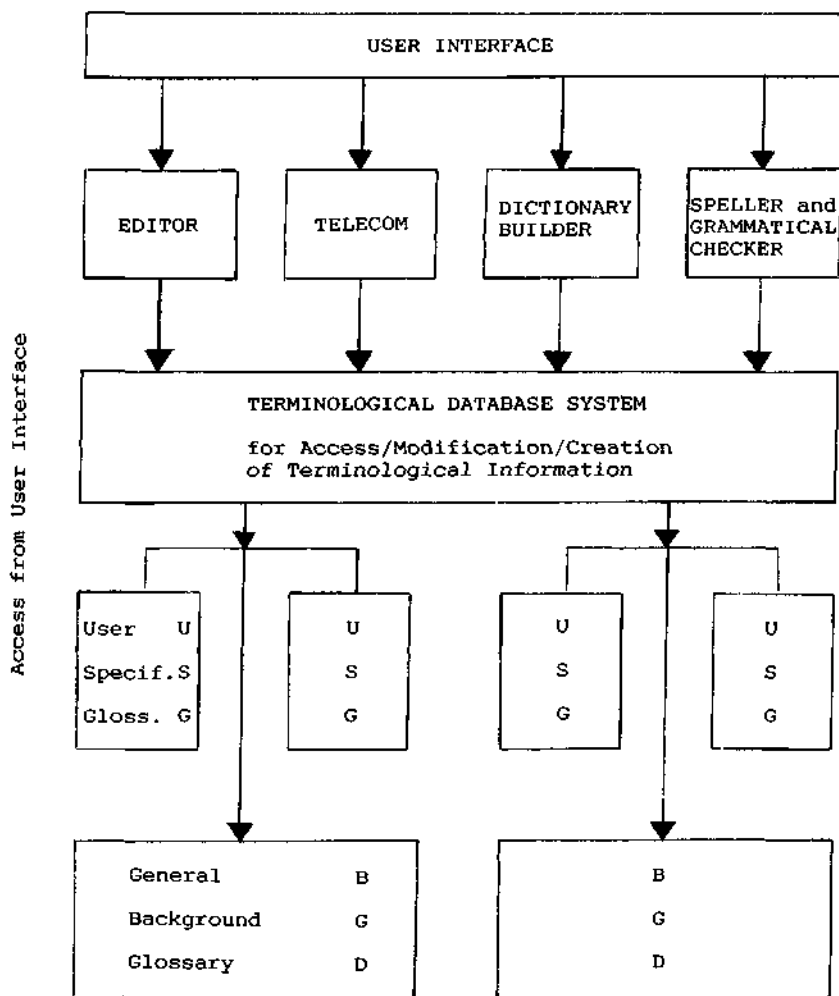 USER INTERFACE
EDITOR
TELECOM
DICTIONARY
BUILDER
SPELLER and
GRAMMATICAL
CHECKER
Access from User Interface
TERMINOLOGICAL DATABASE SYSTEM
for Access/Modification/Creation
of Terminological Information
User U
Specif. S
Gloss. G
U
S
G
U
S
G
U
S
G
General B
Background G
Glossary D
B
G
D